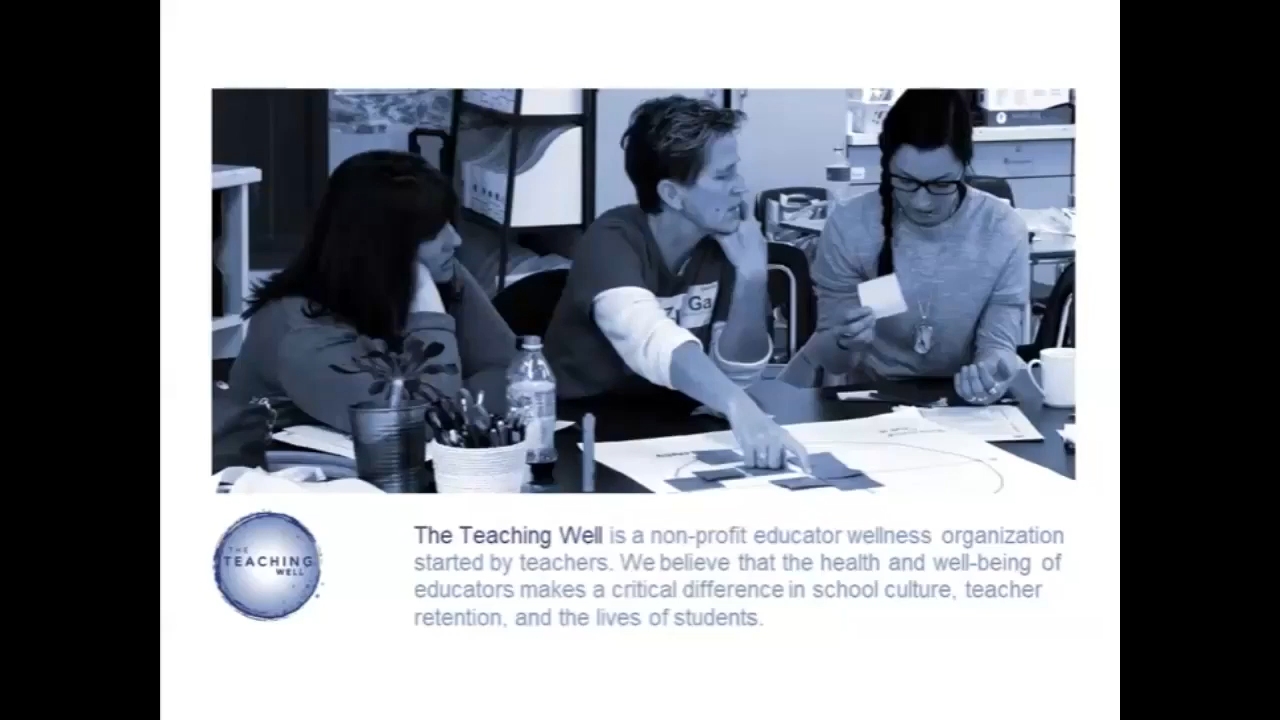 Ga
THE
TEACHING
WELL
The Teaching Well is a non-profit educator wellness organization
started by teachers. We believe that the health and well-being of
educators makes a critical difference in school culture, teacher
retention, and the lives of students.